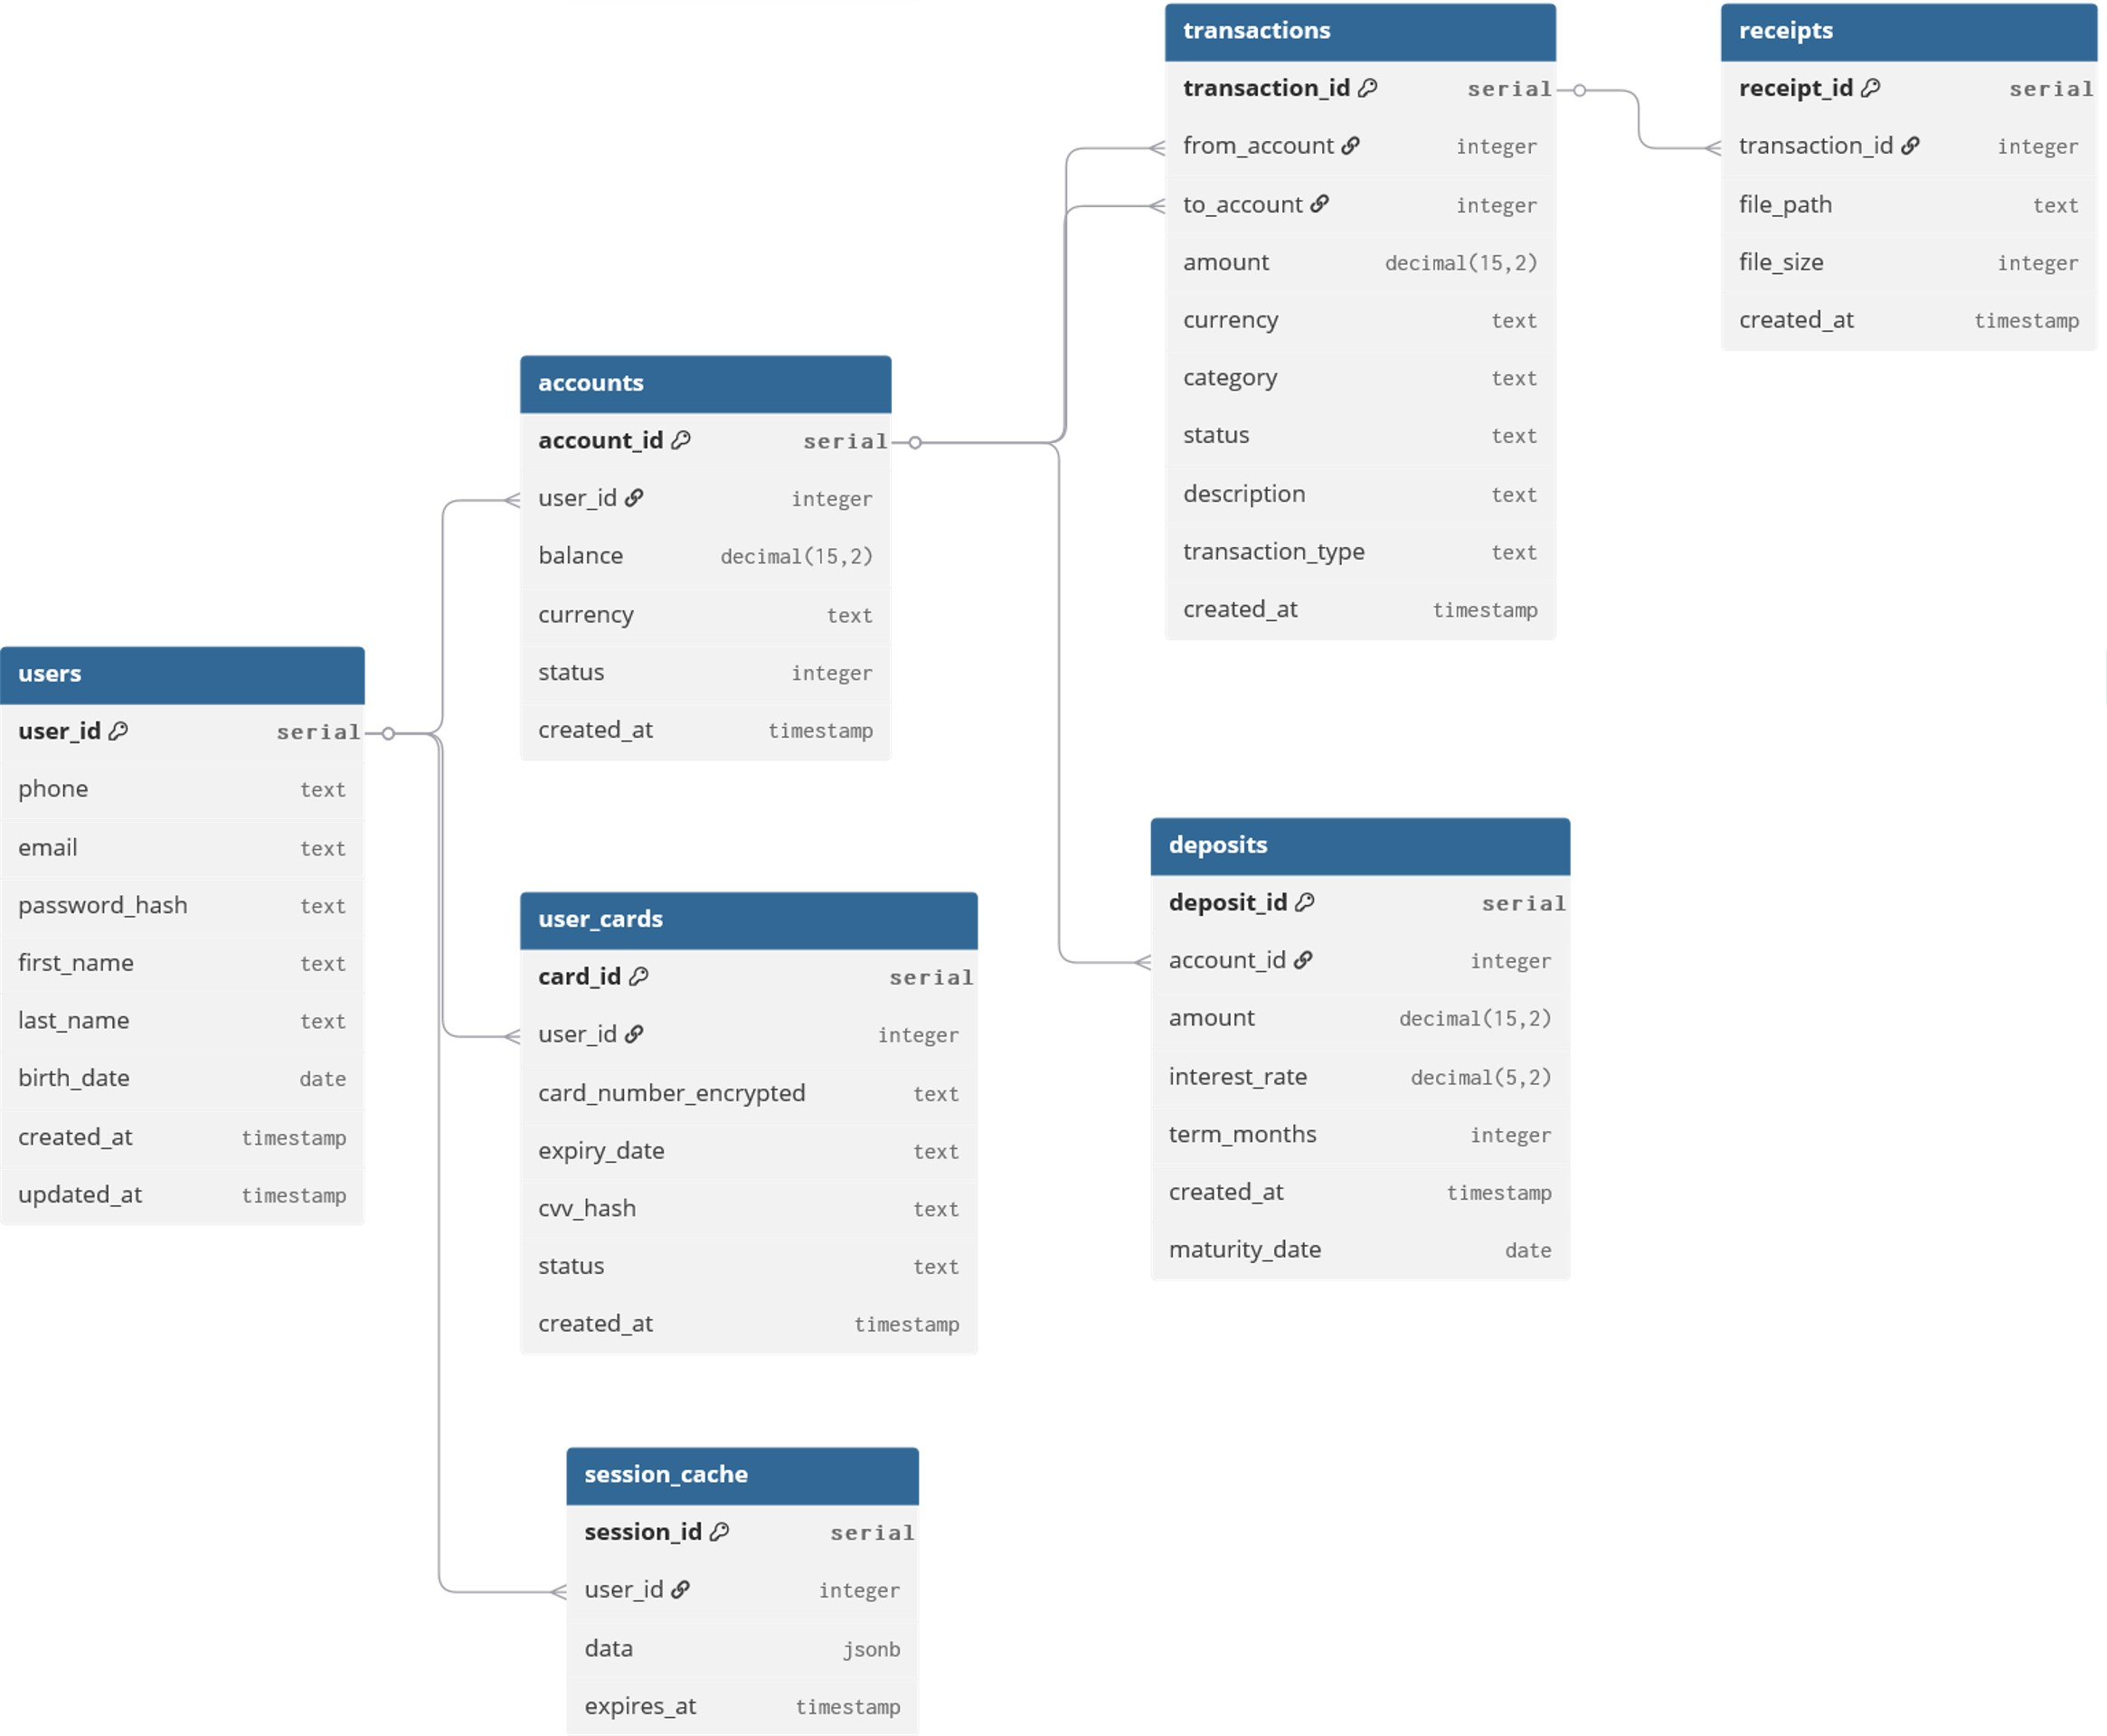 transactions
transaction_id serial
from_account integer
to_account integer
amount decimal(15,2)
currency text
category text
status text
description text
transaction_type text
created_at timestamp
receipts
receipt_id serial
transaction_id integer
file_path text
file_size integer
created_at timestamp
accounts
account_id serial
user_id integer
balance decimal(15,2)
currency text
status integer
created_at timestamp
users
user_id serial
phone text
email text
password_hash text
first_name text
last_name text
birth_date date
created_at timestamp
updated_at timestamp
user_cards
card_id serial
user_id integer
card_number_encrypted text
expiry_date text
cvv_hash text
status text
created_at timestamp
deposits
deposit_id serial
account_id integer
amount decimal(15,2)
interest_rate decimal(5,2)
term_months integer
created_at timestamp
maturity_date date
session_cache
session_id serial
user_id integer
data jsonb
expires_at timestamp